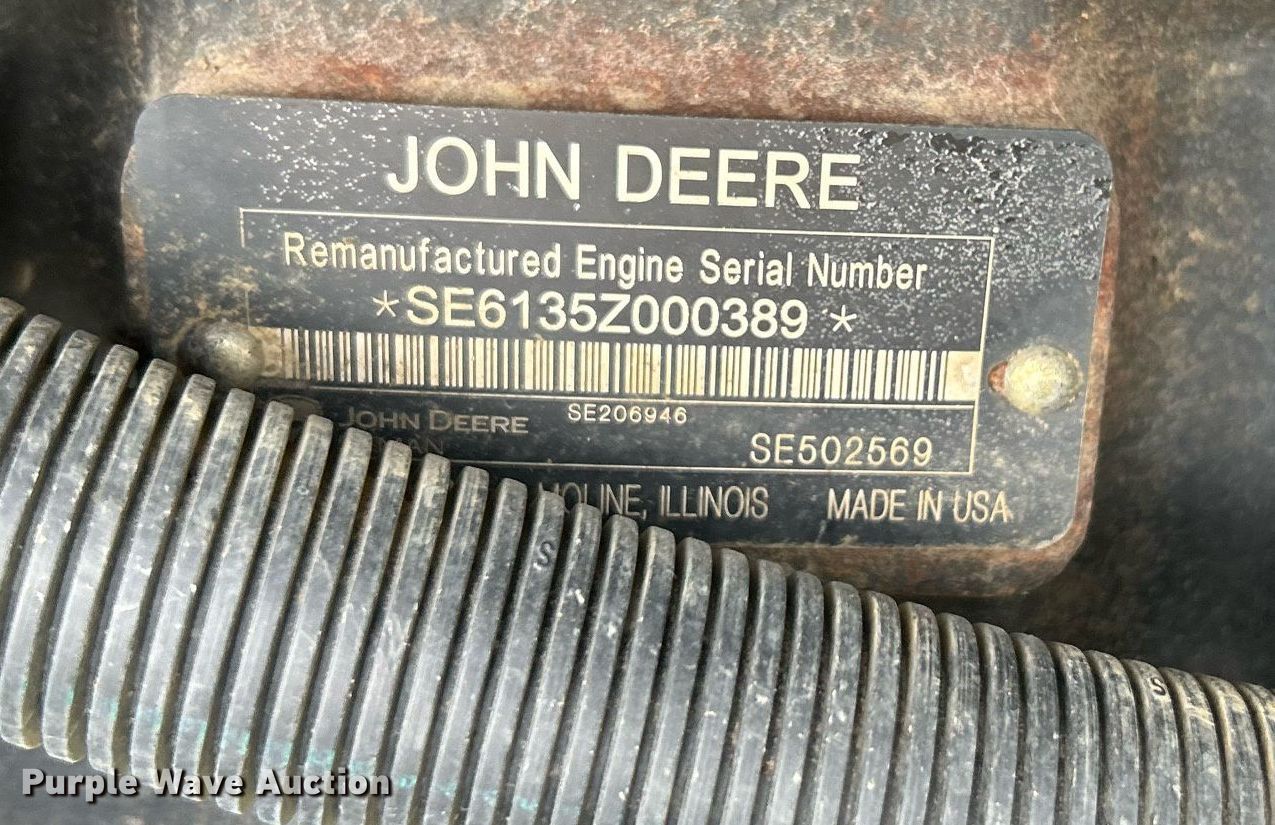 JOHN DEERE
Remanufactured Engine Serial Number
*SE6135Z000389*
JOHN DEERE
SE206946
SE502569
MOLINE, ILLINOIS MADE IN USA
S
S
Purple Wave Auction